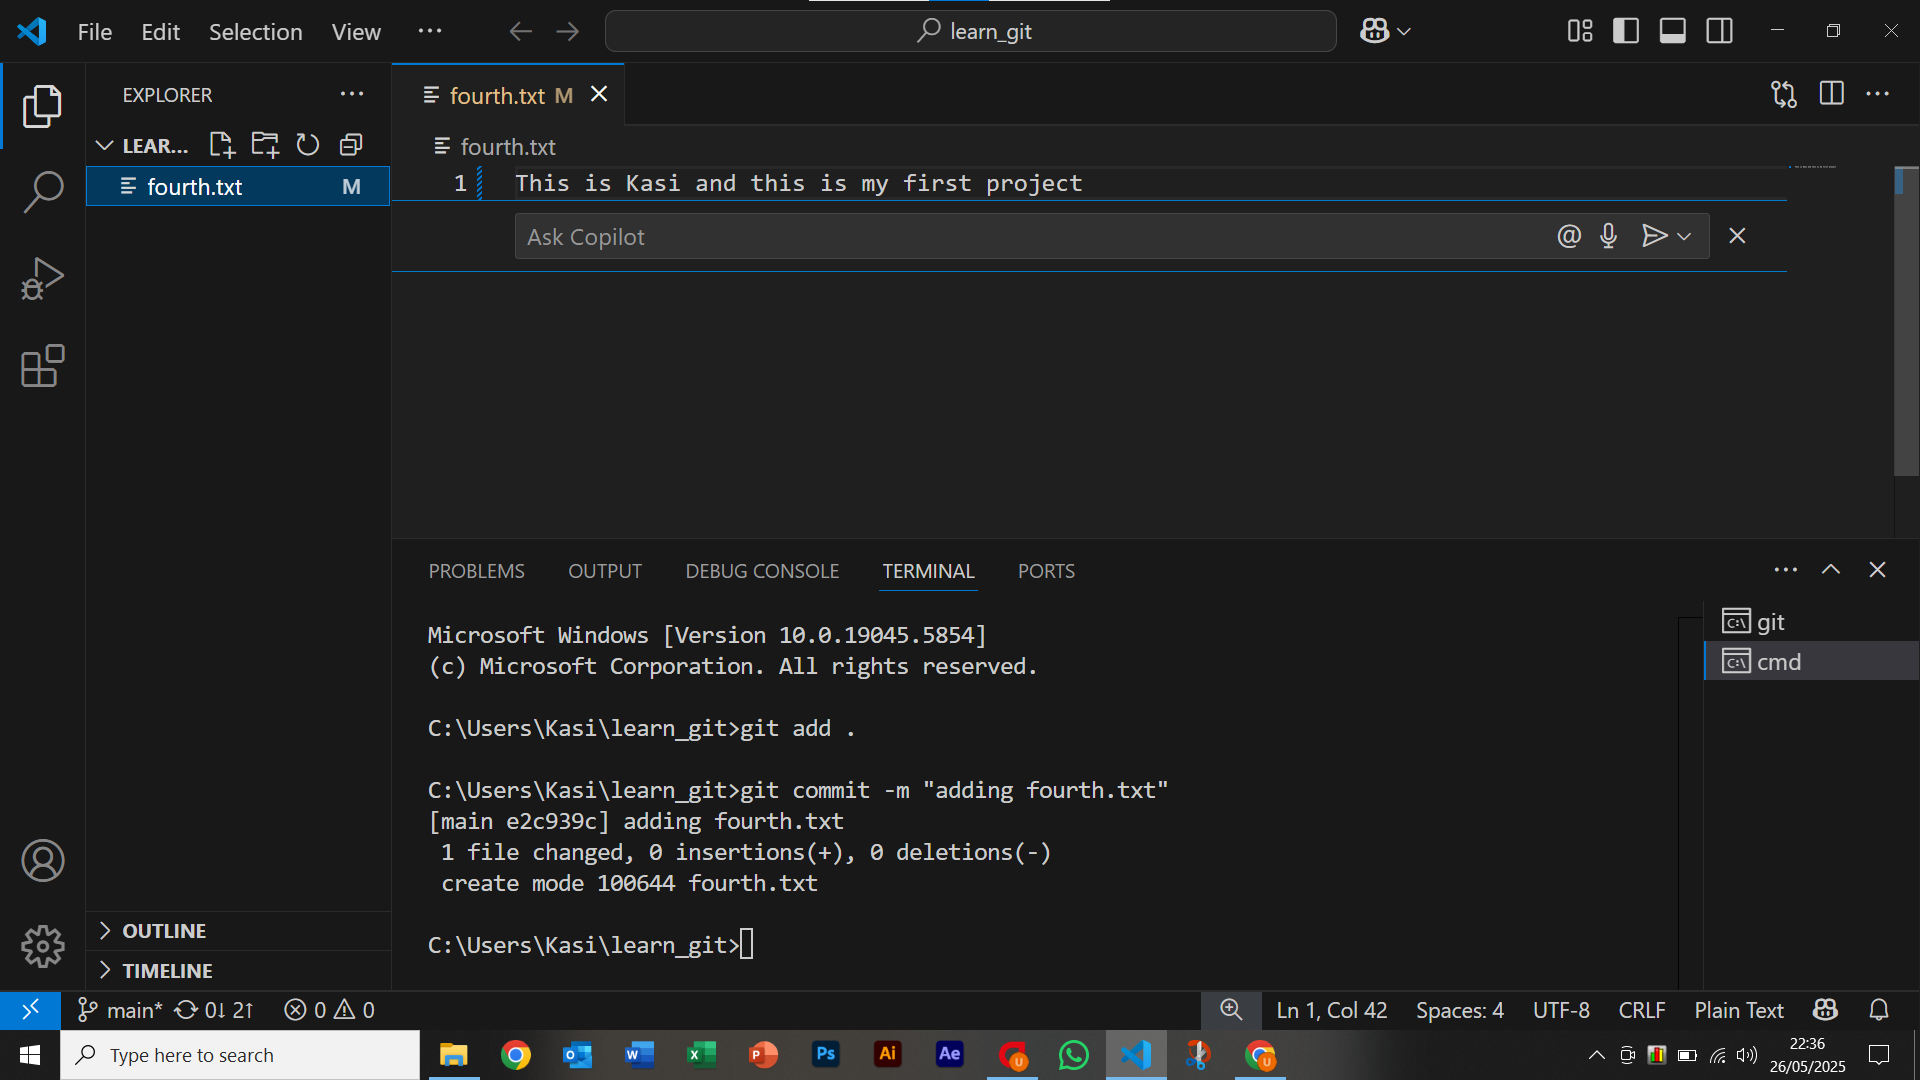 File Edit Selection View ··· learn_git
EXPLORER ···
LEAR...
fourth.txt M
fourth.txt M
fourth.txt
1 This is Kasi and this is my first project
Ask Copilot
PROBLEMS OUTPUT DEBUG CONSOLE TERMINAL PORTS
Microsoft Windows [Version 10.0.19045.5854]
(c) Microsoft Corporation. All rights reserved.
C:\Users\Kasi\learn_git>git add .
C:\Users\Kasi\learn_git>git commit -m "adding fourth.txt"
[main e2c939c] adding fourth.txt
1 file changed, 0 insertions(+), 0 deletions(-)
create mode 100644 fourth.txt
C:\Users\Kasi\learn_git>
git
cmd
OUTLINE
TIMELINE
main* 0↓ 2↑ 0 0 Ln 1, Col 42 Spaces: 4 UTF-8 CRLF Plain Text
Type here to search
Ps Ai Ae
22:36
26/05/2025